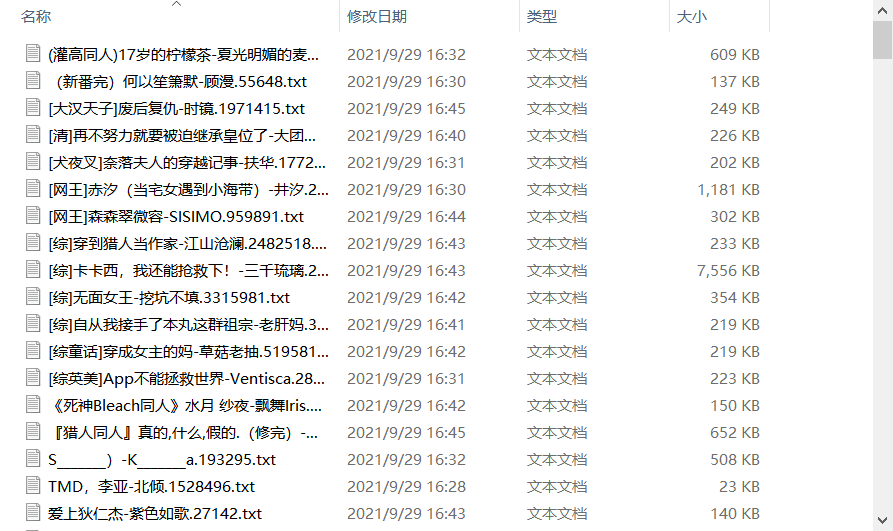 名称 修改日期 类型 大小
(灌高同人)17岁的柠檬茶-夏光明媚的麦... 2021/9/29 16:32 文本文档 609 KB
（新番完）何以笙箫默-顾漫.55648.txt 2021/9/29 16:30 文本文档 137 KB
[大汉天子]废后复仇-时镜.1971415.txt 2021/9/29 16:45 文本文档 249 KB
[清]再不努力就要被迫继承皇位了-大团... 2021/9/29 16:40 文本文档 226 KB
[犬夜叉]奈落夫人的穿越记事-扶华.1772... 2021/9/29 16:31 文本文档 202 KB
[网王]赤汐（当宅女遇到小海带）-井汐.2... 2021/9/29 16:30 文本文档 1,181 KB
[网王]森森翠微容-SISIMO.959891.txt 2021/9/29 16:44 文本文档 302 KB
[综]穿到猎人当作家-江山沧澜.2482518.... 2021/9/29 16:43 文本文档 233 KB
[综]卡卡西，我还能抢救下！-三千琉璃.2... 2021/9/29 16:43 文本文档 7,556 KB
[综]无面女王-挖坑不填.3315981.txt 2021/9/29 16:42 文本文档 354 KB
[综]自从我接手了本丸这群祖宗-老肝妈.3... 2021/9/29 16:41 文本文档 219 KB
[综童话]穿成女主的妈-草菇老抽.519581... 2021/9/29 16:42 文本文档 219 KB
[综英美]App不能拯救世界-Ventisca.28... 2021/9/29 16:31 文本文档 223 KB
《死神Bleach同人》水月 纱夜-飘舞Iris.... 2021/9/29 16:42 文本文档 150 KB
『猎人同人』真的,什么,假的.（修完）-... 2021/9/29 16:45 文本文档 652 KB
S______）-K______a.193295.txt 2021/9/29 16:32 文本文档 508 KB
TMD，李亚-北倾.1528496.txt 2021/9/29 16:28 文本文档 23 KB
爱上狄仁杰-紫色如歌.27142.txt 2021/9/29 16:43 文本文档 140 KB